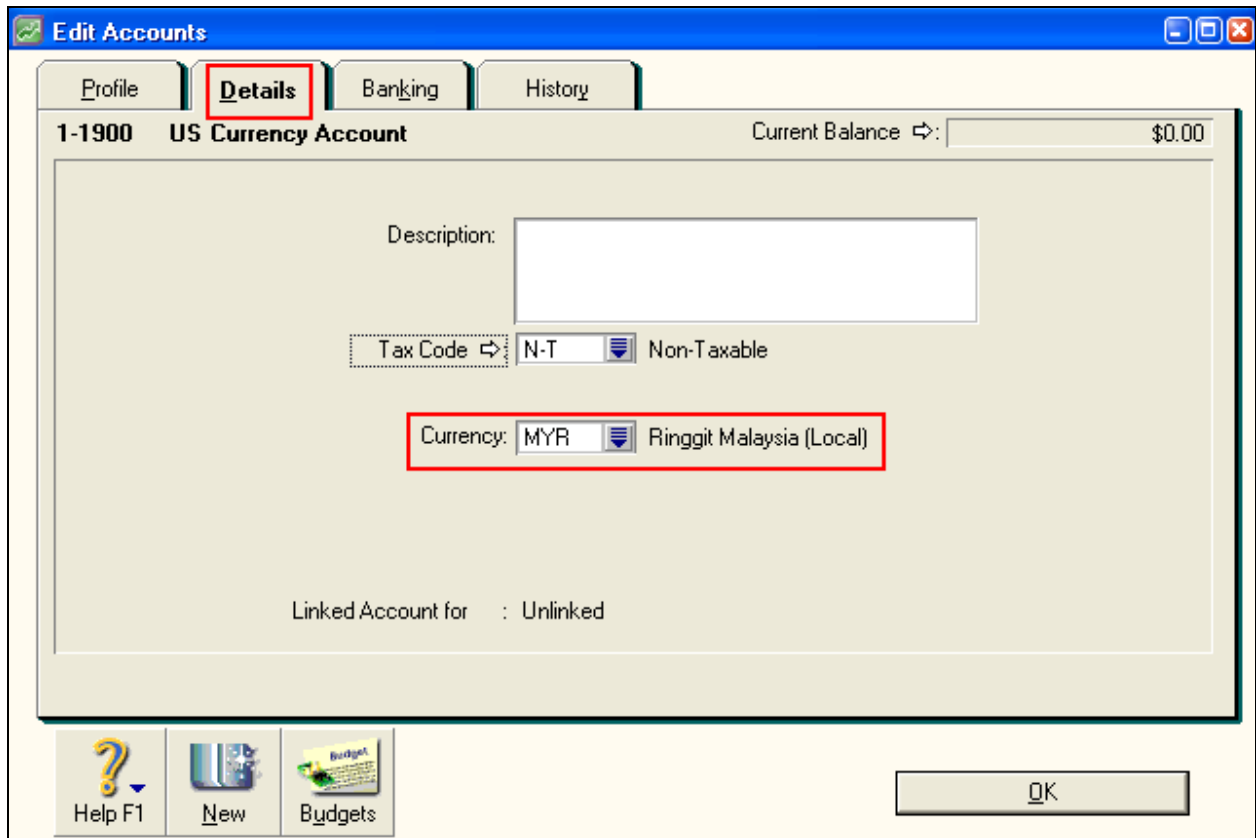 Edit Accounts
Profile Details Banking History
1-1900 US Currency Account Current Balance ⇨: $0.00
Description:
Tax Code ⇨: N-T Non-Taxable
Currency: MYR Ringgit Malaysia (Local)
Linked Account for : Unlinked
Budget
Help F1 New Budgets OK